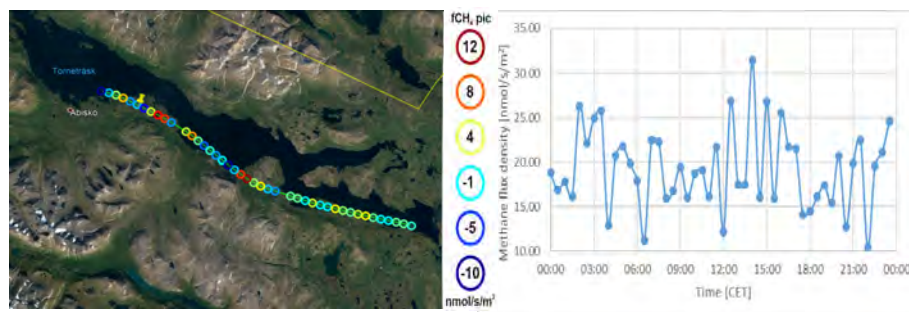 Torneträsk
Abisko
fCH₄ pic
12
8
4
-1
-5
-10
nmol/s/m²
Methane flux density [nmol/s/m²]
35.00
30.00
25.00
20.00
15.00
10.00
00:00 03:00 06:00 09:00 12:00 15:00 18:00 21:00 00:00
Time [CET]